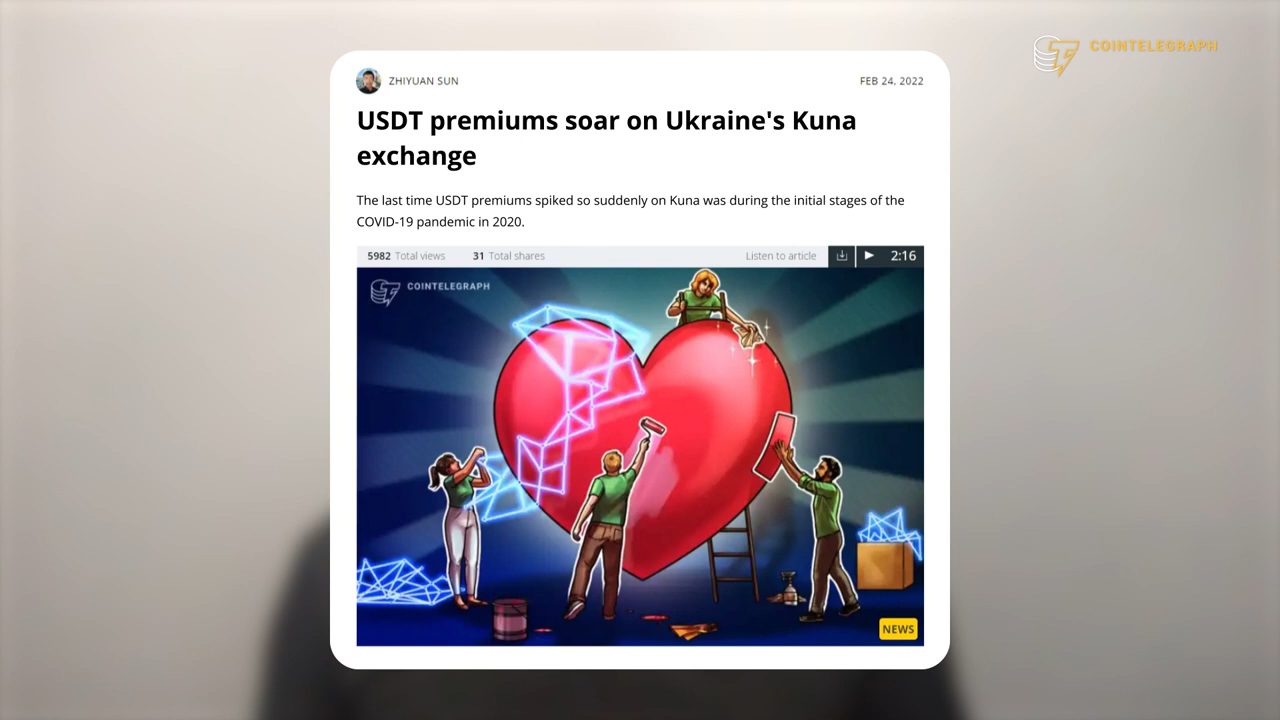 COINTELEGRAPH
ZHIYUAN SUN
FEB 24, 2022
USDT premiums soar on Ukraine's Kuna
exchange
The last time USDT premiums spiked so suddenly on Kuna was during the initial stages of the
COVID-19 pandemic in 2020.
5982 Total views 31 Total shares Listen to article 2:16
COINTELEGRAPH
NEWS